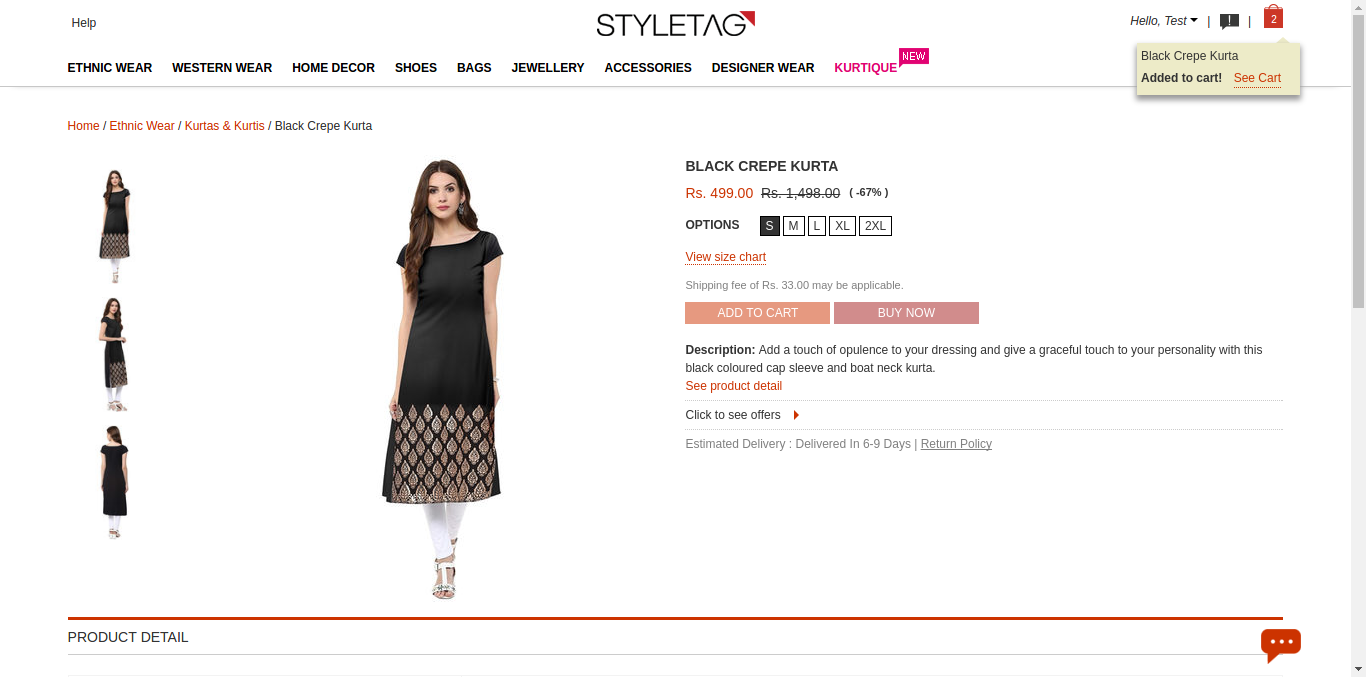 Help
STYLETAG
Hello, Test | ! | 2
ETHNIC WEAR WESTERN WEAR HOME DECOR SHOES BAGS JEWELLERY ACCESSORIES DESIGNER WEAR KURTIQUE NEW
Black Crepe Kurta
Added to cart! See Cart
Home / Ethnic Wear / Kurtas & Kurtis / Black Crepe Kurta
BLACK CREPE KURTA
Rs. 499.00 Rs. 1,498.00 ( -67% )
OPTIONS S M L XL 2XL
View size chart
Shipping fee of Rs. 33.00 may be applicable.
ADD TO CART BUY NOW
Description: Add a touch of opulence to your dressing and give a graceful touch to your personality with this
black coloured cap sleeve and boat neck kurta.
See product detail
Click to see offers
Estimated Delivery : Delivered In 6-9 Days | Return Policy
PRODUCT DETAIL